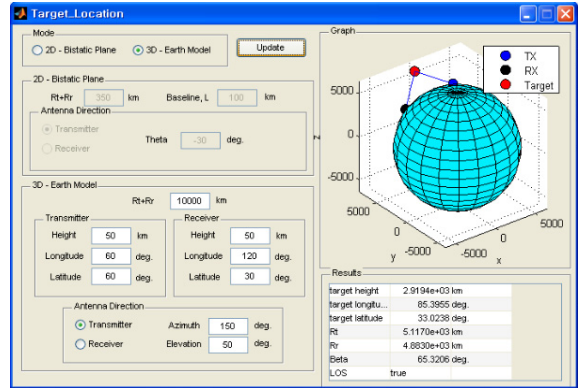 Target_Location
Mode
2D - Bistatic Plane
3D - Earth Model
Update
2D - Bistatic Plane
Rt+Rr 350 km Baseline, L 100 km
Antenna Direction
Transmitter
Receiver
Theta -30 deg.
3D - Earth Model
Rt+Rr 10000 km
Transmitter
Height 50 km
Longitude 60 deg.
Latitude 60 deg.
Receiver
Height 50 km
Longitude 120 deg.
Latitude 30 deg.
Antenna Direction
Transmitter
Receiver
Azimuth 150 deg.
Elevation 50 deg.
Graph
TX
RX
Target
5000
0
-5000
z
5000
0
-5000
y
5000
0
-5000
x
Results
target height 2.9194e+03 km
target longitu... 85.3955 deg.
target latitude 33.0238 deg.
Rt 5.1170e+03 km
Rr 4.8830e+03 km
Beta 65.3206 deg.
LOS true